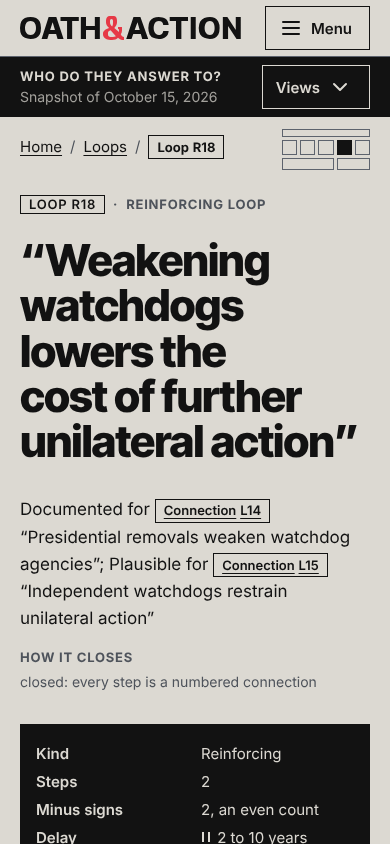 OATH&ACTION
Menu
WHO DO THEY ANSWER TO?
Snapshot of October 15, 2026
Views
Home / Loops / Loop R18
LOOP R18 · REINFORCING LOOP
“Weakening
watchdogs
lowers the
cost of further
unilateral action”
Documented for Connection L14
“Presidential removals weaken watchdog
agencies”; Plausible for Connection L15
“Independent watchdogs restrain
unilateral action”
HOW IT CLOSES
closed: every step is a numbered connection
Kind Reinforcing
Steps 2
Minus signs 2, an even count
Delay 2 to 10 years